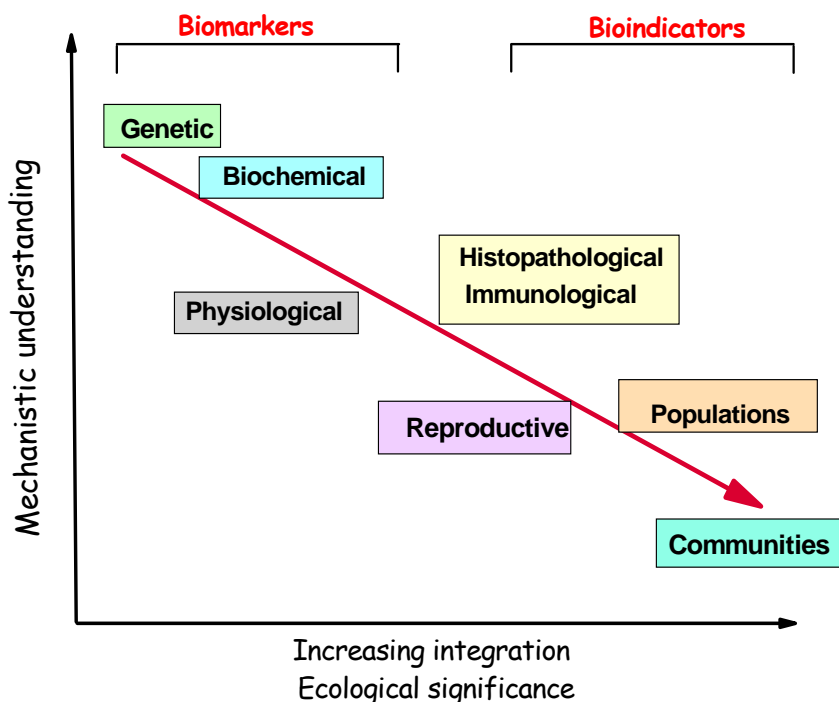 Biomarkers
Bioindicators
Genetic
Biochemical
Histopathological
Immunological
Physiological
Populations
Reproductive
Communities
Mechanistic understanding
Increasing integration
Ecological significance